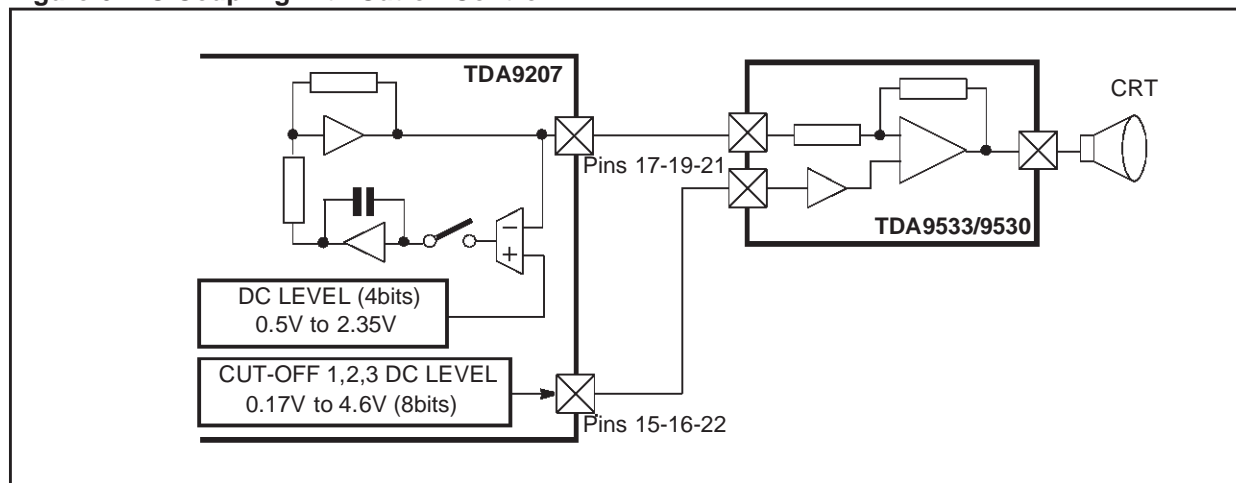 TDA9207
CRT
Pins 17-19-21
TDA9533/9530
DC LEVEL (4bits)
0.5V to 2.35V
CUT-OFF 1,2,3 DC LEVEL
0.17V to 4.6V (8bits)
Pins 15-16-22